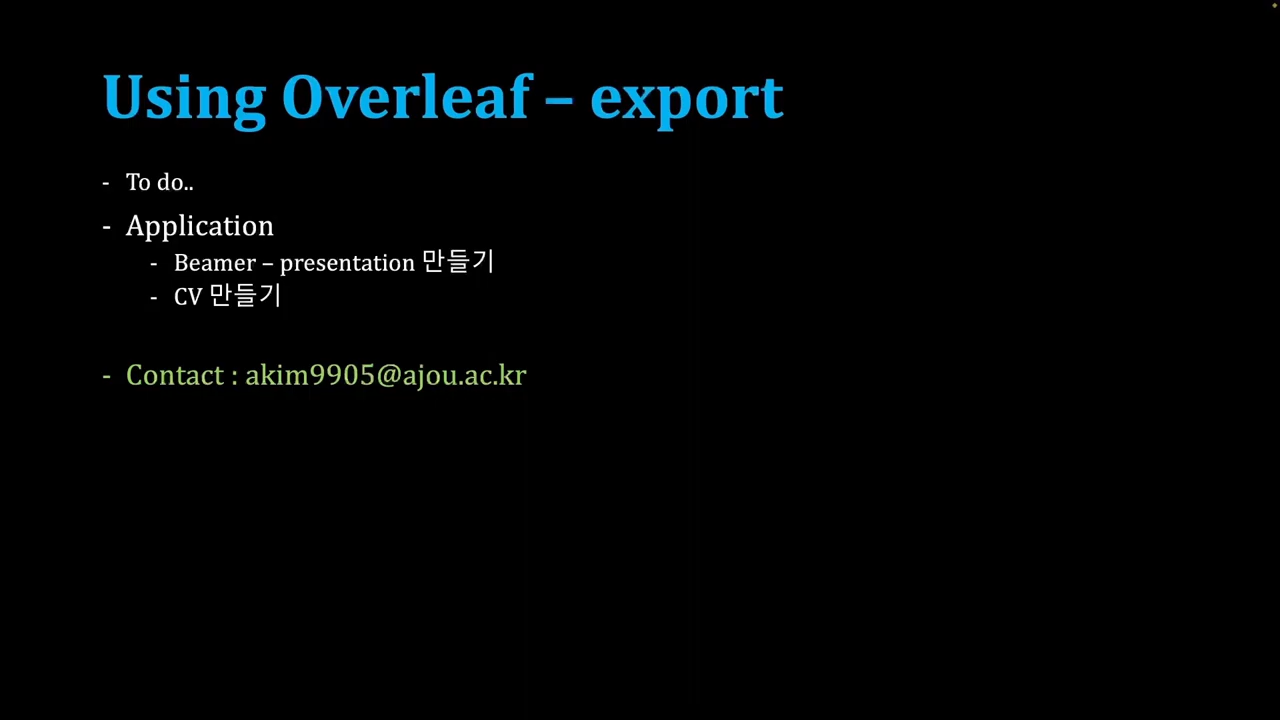 Using Overleaf – export
- To do..
- Application
- Beamer – presentation 만들기
- CV 만들기
- Contact : akim9905@ajou.ac.kr